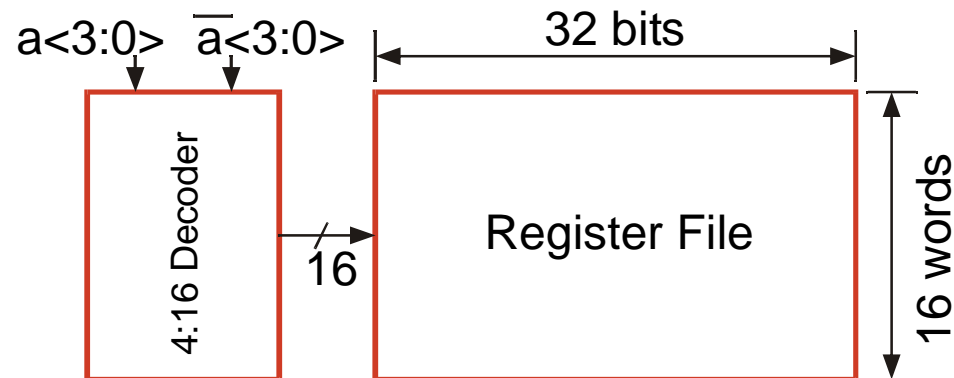 a<3:0> a̅<3:0>
32 bits
4:16 Decoder
16
Register File
16 words